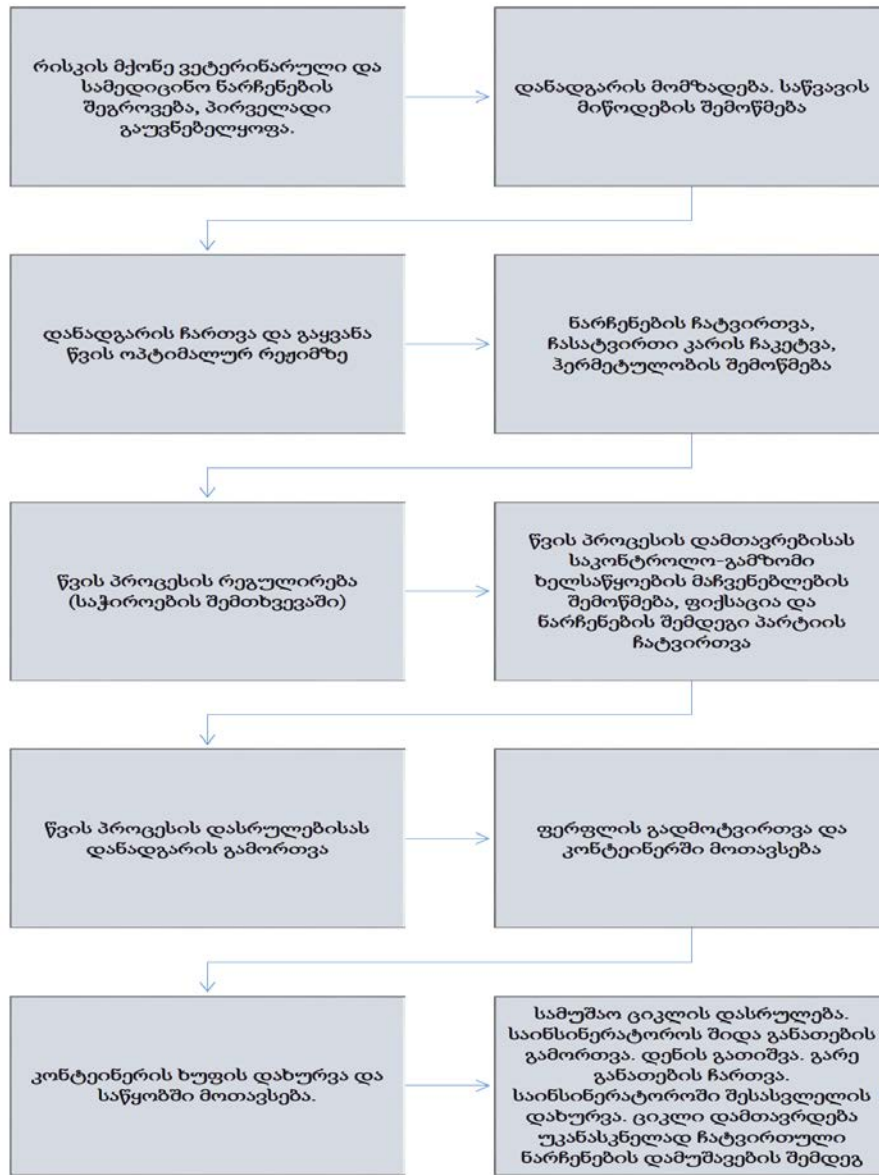 რისკის მქონე ვეტერინარული და
სამედიცინო ნარჩენების
შეგროვება, პირველადი
გაუვნებელყოფა.
დანადგარის მომზადება. საწვავის
მიწოდების შემოწმება
დანადგარის ჩართვა და გაყვანა
წვის ოპტიმალურ რეჟიმზე
ნარჩენების ჩატვირთვა,
ჩასატვირთი კარის ჩაკეტვა,
ჰერმეტულობის შემოწმება
წვის პროცესის რეგულირება
(საჭიროების შემთხვევაში)
წვის პროცესის დამთავრებისას
საკონტროლო-გამზომი
ხელსაწყოების მაჩვენებლების
შემოწმება, ფიქსაცია და
ნარჩენების შემდეგი პარტიის
ჩატვირთვა
წვის პროცესის დასრულებისას
დანადგარის გამორთვა
ფერფლის გადმოტვირთვა და
კონტეინერში მოთავსება
კონტეინერის ხუფის დახურვა და
საწყობში მოთავსება.
სამუშაო ციკლის დასრულება.
საინსინერატოროს შიდა განათების
გამორთვა. დენის გათიშვა. გარე
განათების ჩართვა.
საინსინერატოროში შესასვლელის
დახურვა. ციკლი დამთავრდება
უკანასკნელად ჩატვირთული
ნარჩენების დამუშავების შემდეგ